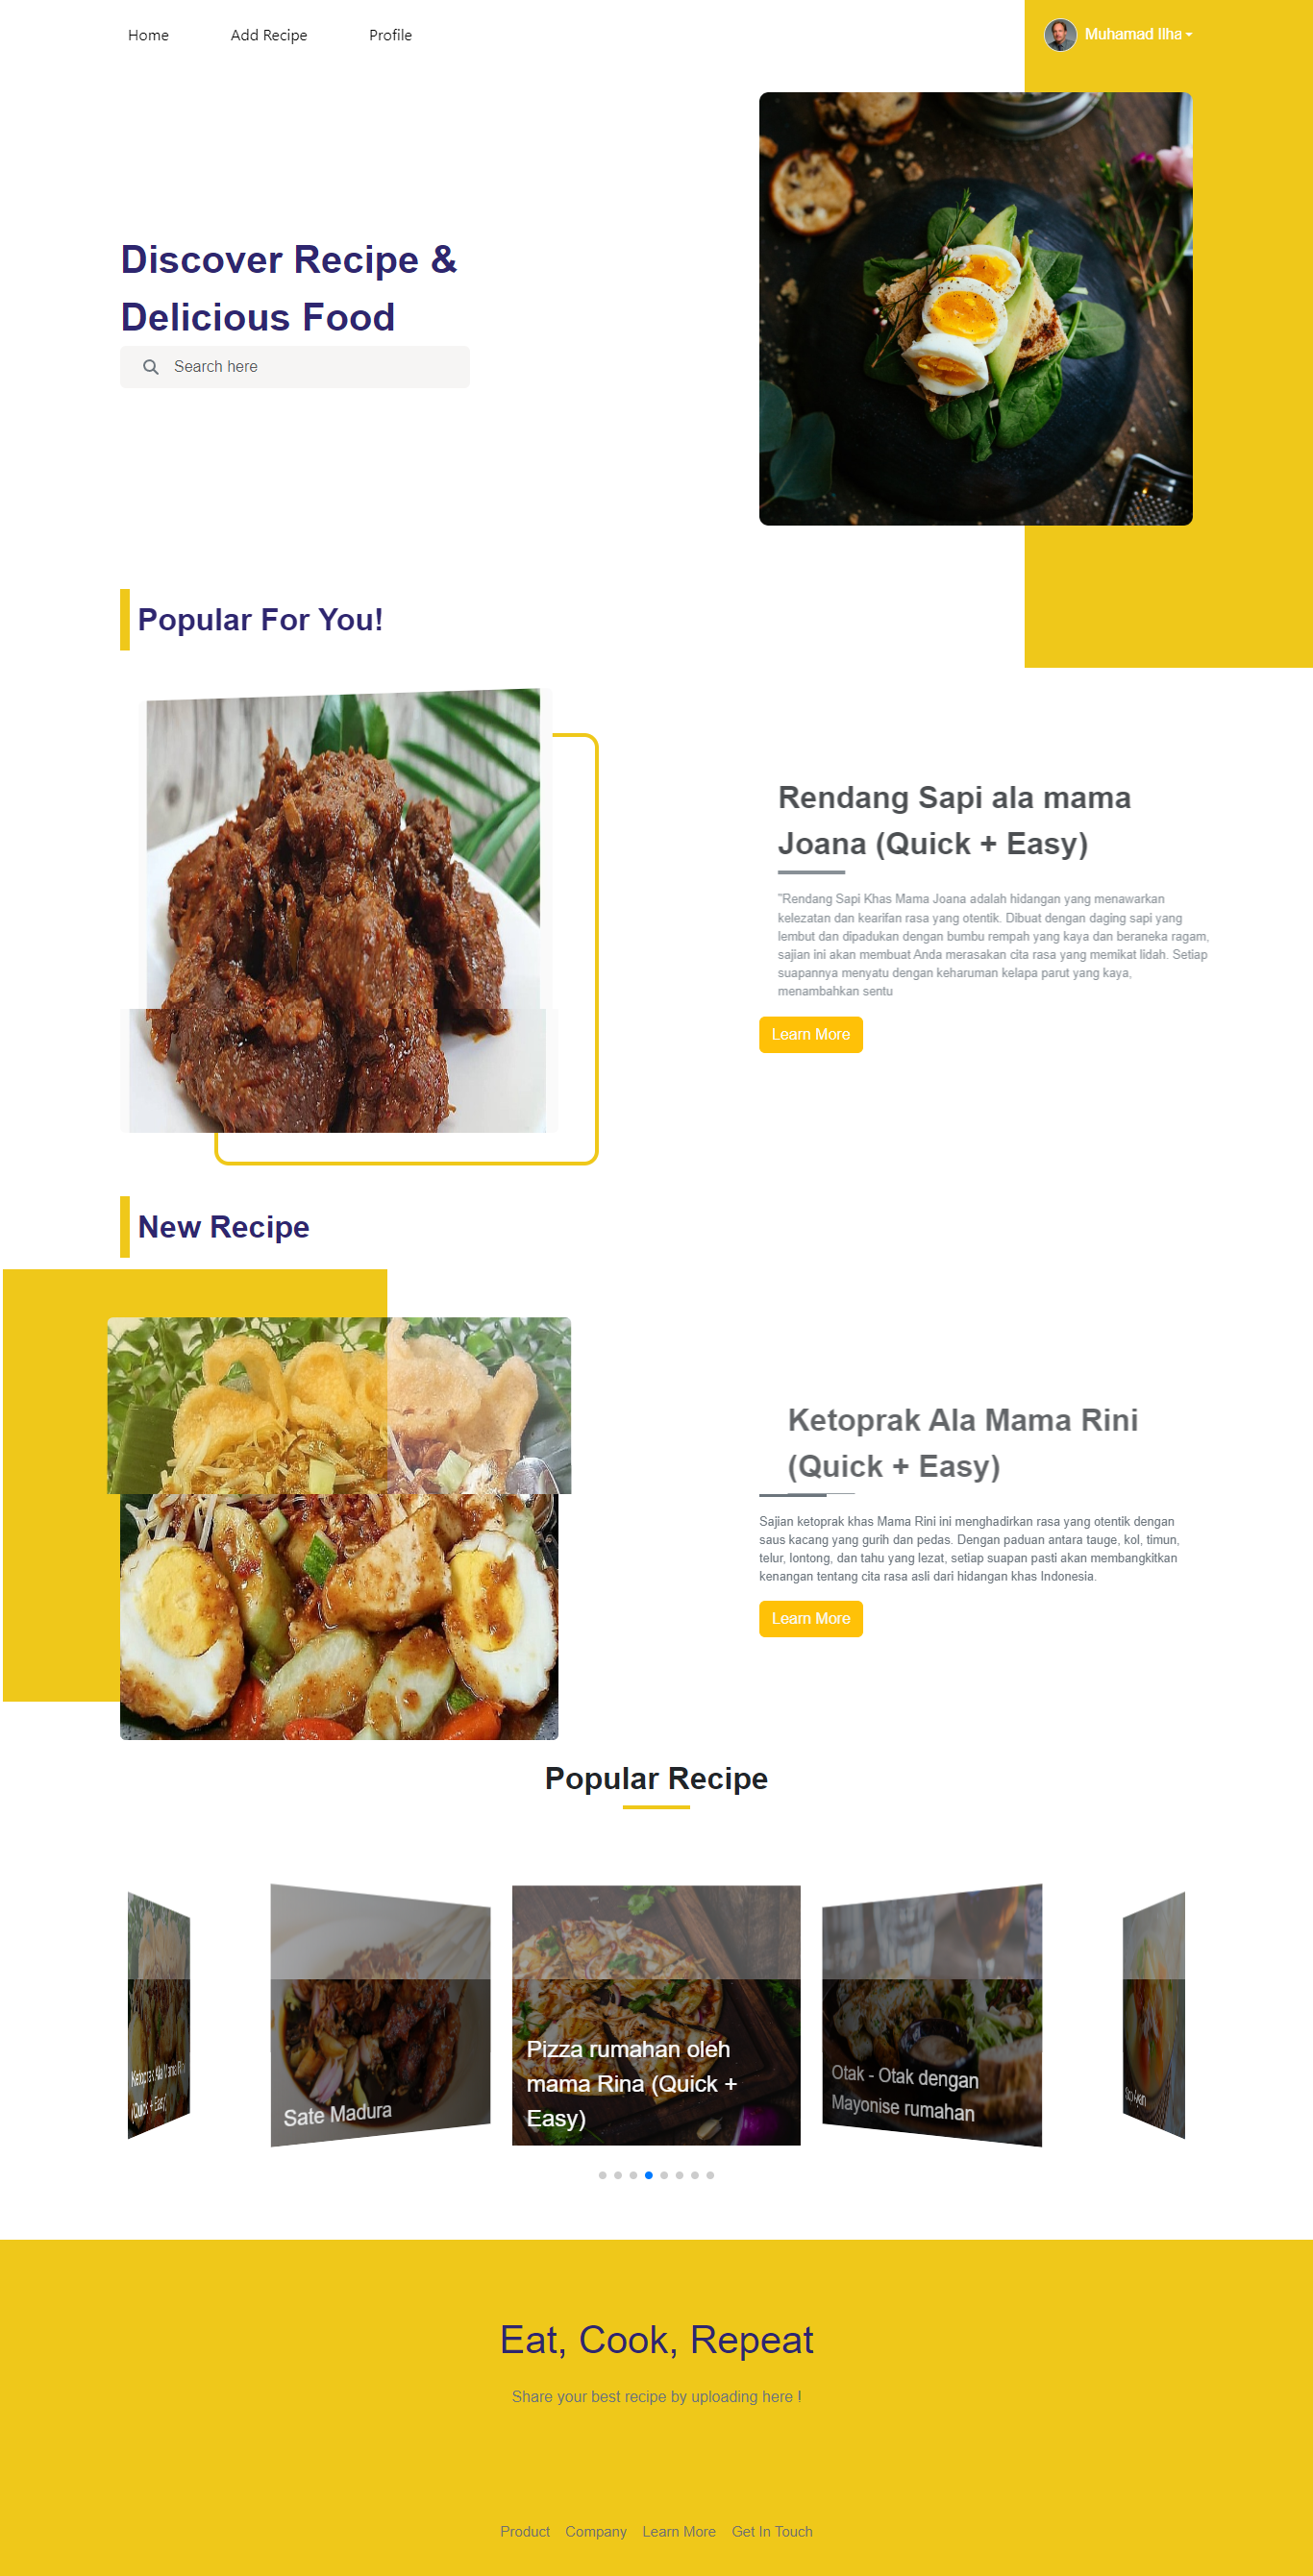 Home
Add Recipe
Profile
Muhamad Ilha
Discover Recipe &
Delicious Food
Search here
Popular For You!
Rendang Sapi ala mama
Joana (Quick + Easy)
"Rendang Sapi Khas Mama Joana adalah hidangan yang menawarkan
kelezatan dan kearifan rasa yang otentik. Dibuat dengan daging sapi yang
lembut dan dipadukan dengan bumbu rempah yang kaya dan beraneka ragam,
sajian ini akan membuat Anda merasakan cita rasa yang memikat lidah. Setiap
suapannya menyatu dengan keharuman kelapa parut yang kaya,
menambahkan sentu
Learn More
New Recipe
Ketoprak Ala Mama Rini
(Quick + Easy)
Sajian ketoprak khas Mama Rini ini menghadirkan rasa yang otentik dengan
saus kacang yang gurih dan pedas. Dengan paduan antara tauge, kol, timun,
telur, lontong, dan tahu yang lezat, setiap suapan pasti akan membangkitkan
kenangan tentang cita rasa asli dari hidangan khas Indonesia.
Learn More
Popular Recipe
Ketoprak Ala Mama
(Quick + Easy)
Sate Madura
Pizza rumahan oleh
mama Rina (Quick +
Easy)
Otak - Otak dengan
Mayonise rumahan
Ayam
Eat, Cook, Repeat
Share your best recipe by uploading here !
Product
Company
Learn More
Get In Touch